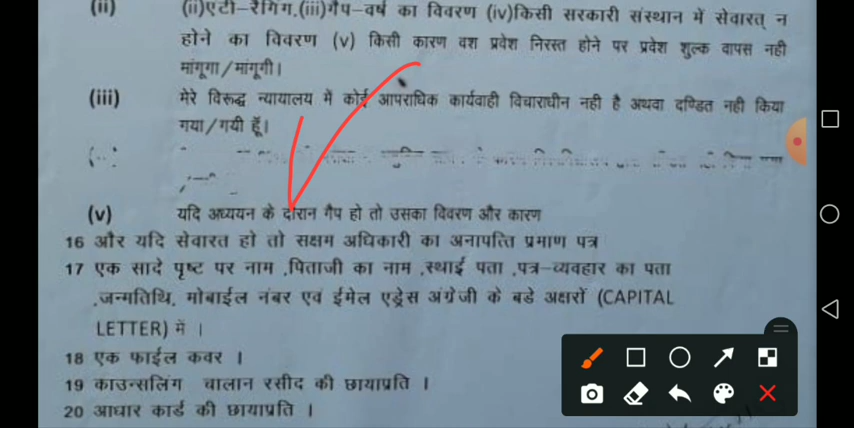 (ii) (ii)एटी–रैगिंग.(iii)गैप–वर्ष का विवरण (iv)किसी सरकारी संस्थान में सेवारत् न
होने का विवरण (v) किसी कारण वश प्रवेश निरस्त होने पर प्रवेश शुल्क वापस नही
मांगूगा/मांगूगी।
(iii) मेरे विरूद्ध न्यायालय में कोई आपराधिक कार्यवाही विचाराधीन नही है अथवा दण्डित नही किया
गया/गयी हूँ।
(v) यदि अध्ययन के दौरान गैप हो तो उसका विवरण और कारण
16 और यदि सेवारत हो तो सक्षम अधिकारी का अनापत्ति प्रमाण पत्र
17 एक सादे पृष्ट पर नाम ,पिताजी का नाम ,स्थाई पता ,पत्र–व्यवहार का पता
,जन्मतिथि, मोबाईल नंबर एवं ईमेल एड्रेस अंग्रेजी के बडे अक्षरों (CAPITAL
LETTER) में ।
18 एक फाईल कवर ।
19 काउन्सलिंग चालान रसीद की छायाप्रति ।
20 आधार कार्ड की छायाप्रति ।